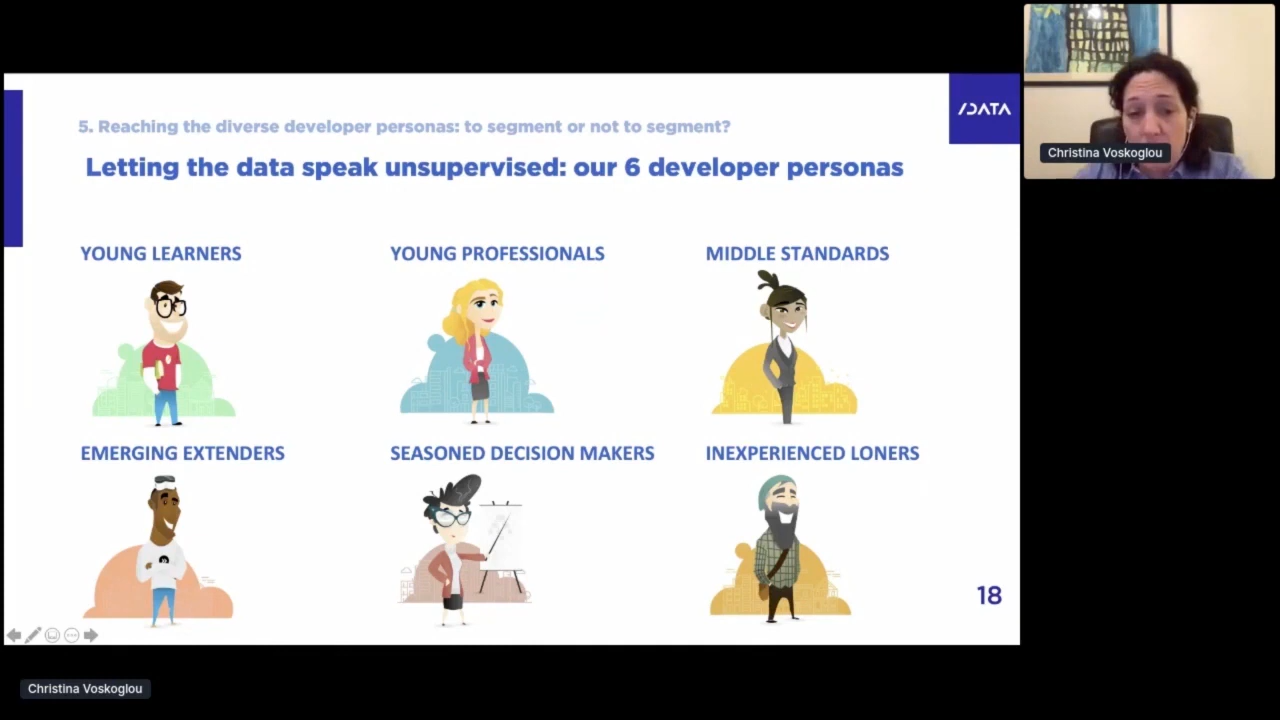 5. Reaching the diverse developer personas: to segment or not to segment?
Letting the data speak unsupervised: our 6 developer personas
/DATA
Christina Voskoglou
YOUNG LEARNERS
YOUNG PROFESSIONALS
MIDDLE STANDARDS
EMERGING EXTENDERS
SEASONED DECISION MAKERS
INEXPERIENCED LONERS
18
Christina Voskoglou